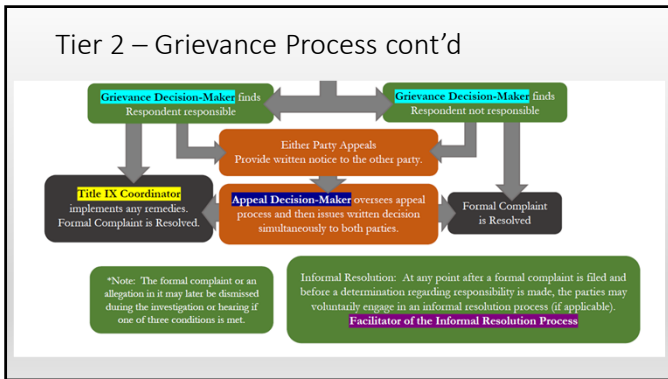 Tier 2 – Grievance Process cont’d
Grievance Decision-Maker finds
Respondent responsible
Grievance Decision-Maker finds
Respondent not responsible
Either Party Appeals
Provide written notice to the other party.
Title IX Coordinator
implements any remedies.
Formal Complaint is Resolved.
Appeal Decision-Maker oversees appeal
process and then issues written decision
simultaneously to both parties.
Formal Complaint
is Resolved
*Note: The formal complaint or an
allegation in it may later be dismissed
during the investigation or hearing if
one of three conditions is met.
Informal Resolution: At any point after a formal complaint is filed and
before a determination regarding responsibility is made, the parties may
voluntarily engage in an informal resolution process (if applicable).
Facilitator of the Informal Resolution Process